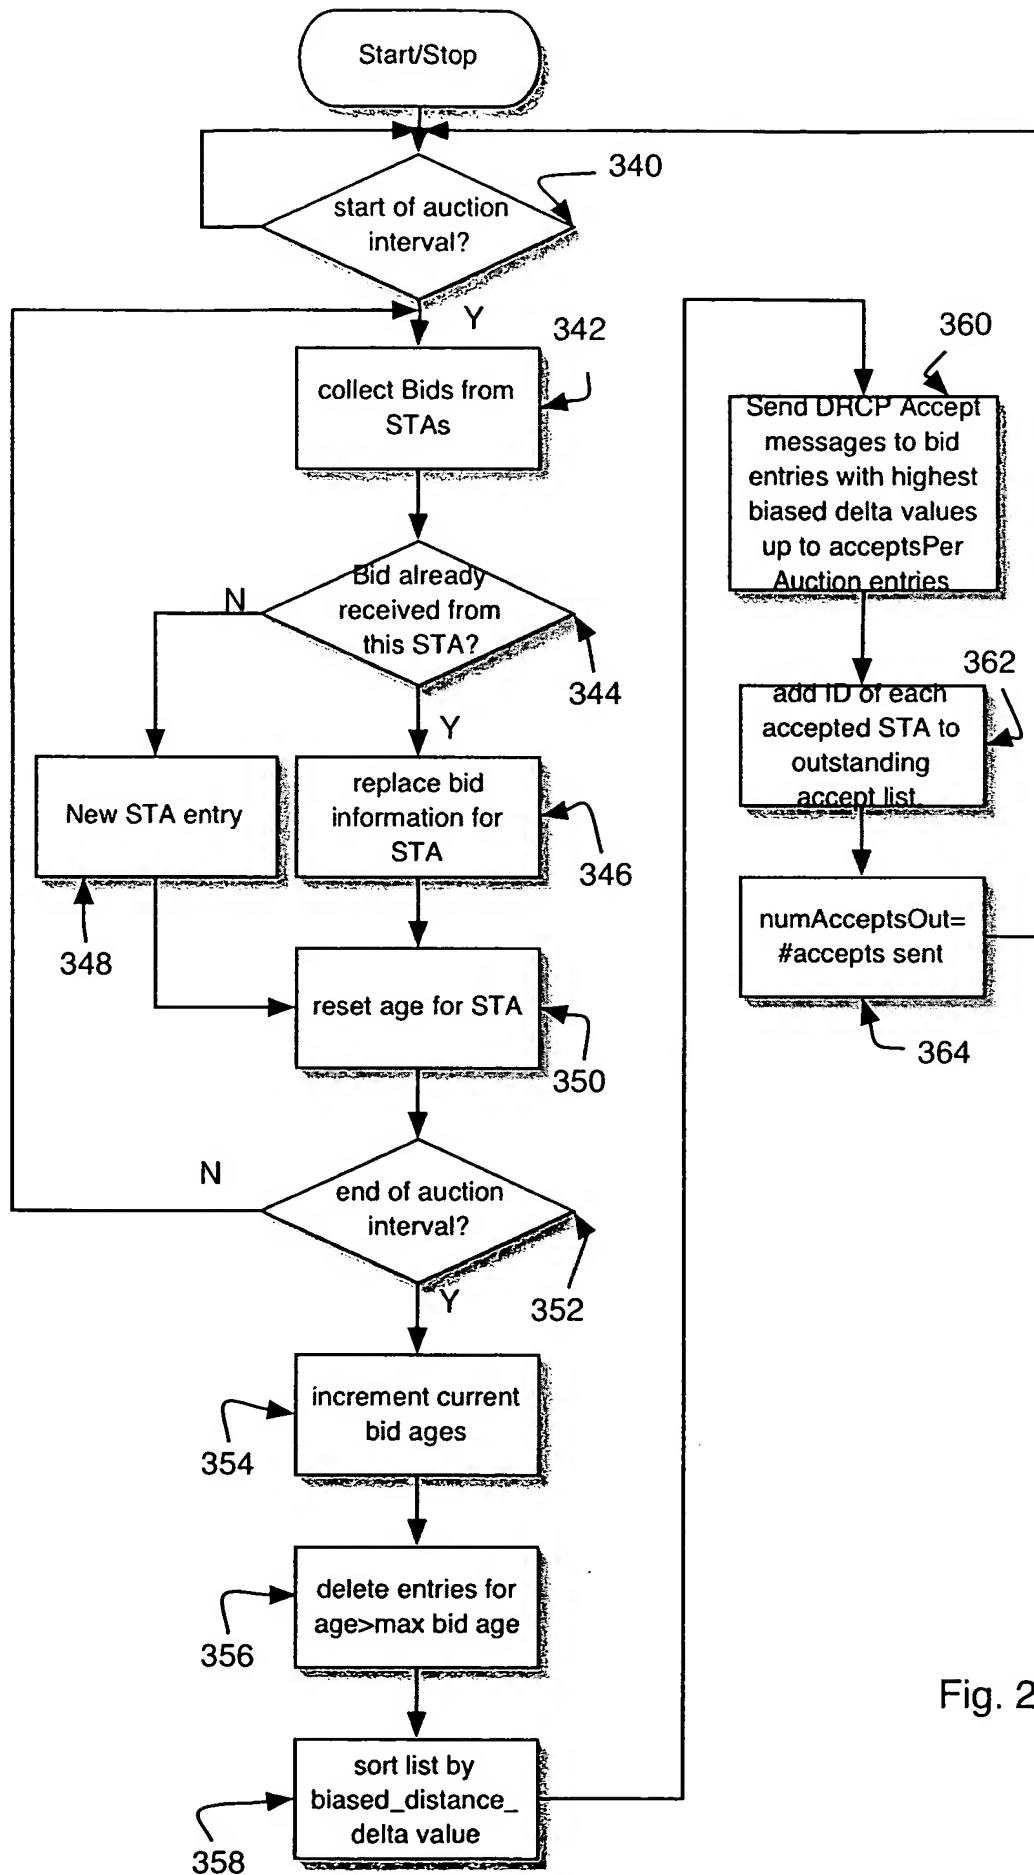 Start/Stop
start of auction
interval?
340
Y
collect Bids from
STAs
342
Bid already
received from
this STA?
344
N
Y
New STA entry
348
replace bid
information for
STA
346
reset age for STA
350
end of auction
interval?
352
N
Y
increment current
bid ages
354
delete entries for
age>max bid age
356
sort list by
biased_distance_
delta value
358
360
Send DRCP Accept
messages to bid
entries with highest
biased delta values
up to acceptsPer
Auction entries
362
add ID of each
accepted STA to
outstanding
accept list.
numAcceptsOut=
#accepts sent
364
Fig. 2